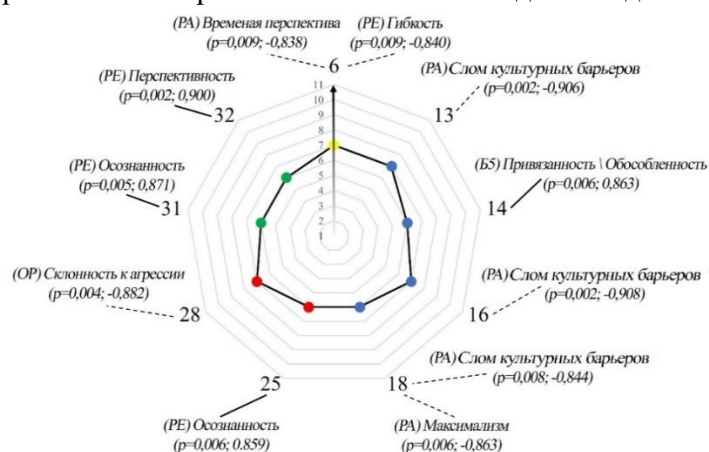 (РА) Временая перспектива
(p=0,009; -0,838)
(РЕ) Гибкость
(p=0,009; -0,840)
6
(РЕ) Перспективность
(p=0,002; 0,900)
32
(РА) Слом культурных барьеров
(p=0,002; -0,906)
13
11
10
9
8
7
6
5
4
3
2
1
(РЕ) Осознанность
(p=0,005; 0,871)
31
(Б5) Привязанность \ Обособленность
(p=0,006; 0,863)
14
(ОР) Склонность к агрессии
(p=0,004; -0,882)
28
(РА) Слом культурных барьеров
(p=0,002; -0,908)
16
(РА) Слом культурных барьеров
(p=0,008; -0,844)
25
18
(РЕ) Осознанность
(p=0,006; 0.859)
(РА) Максимализм
(p=0,006; -0,863)